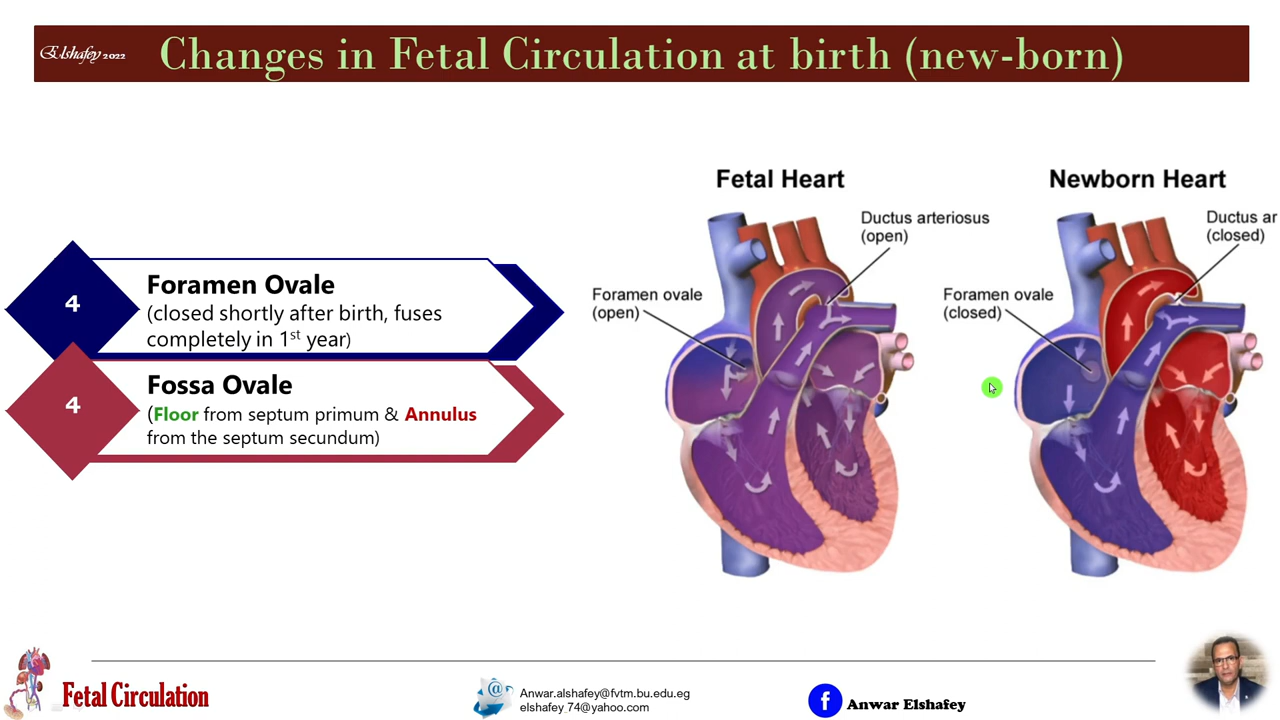 Elshafey 2022
Changes in Fetal Circulation at birth (new-born)
4
Foramen Ovale
(closed shortly after birth, fuses
completely in 1st year)
4
Fossa Ovale
(Floor from septum primum & Annulus
from the septum secundum)
Fetal Heart
Ductus arteriosus
(open)
Foramen ovale
(open)
Newborn Heart
Ductus ar
(closed)
Foramen ovale
(closed)
Fetal Circulation
@
Anwar.alshafey@fvtm.bu.edu.eg
elshafey_74@yahoo.com
f
Anwar Elshafey